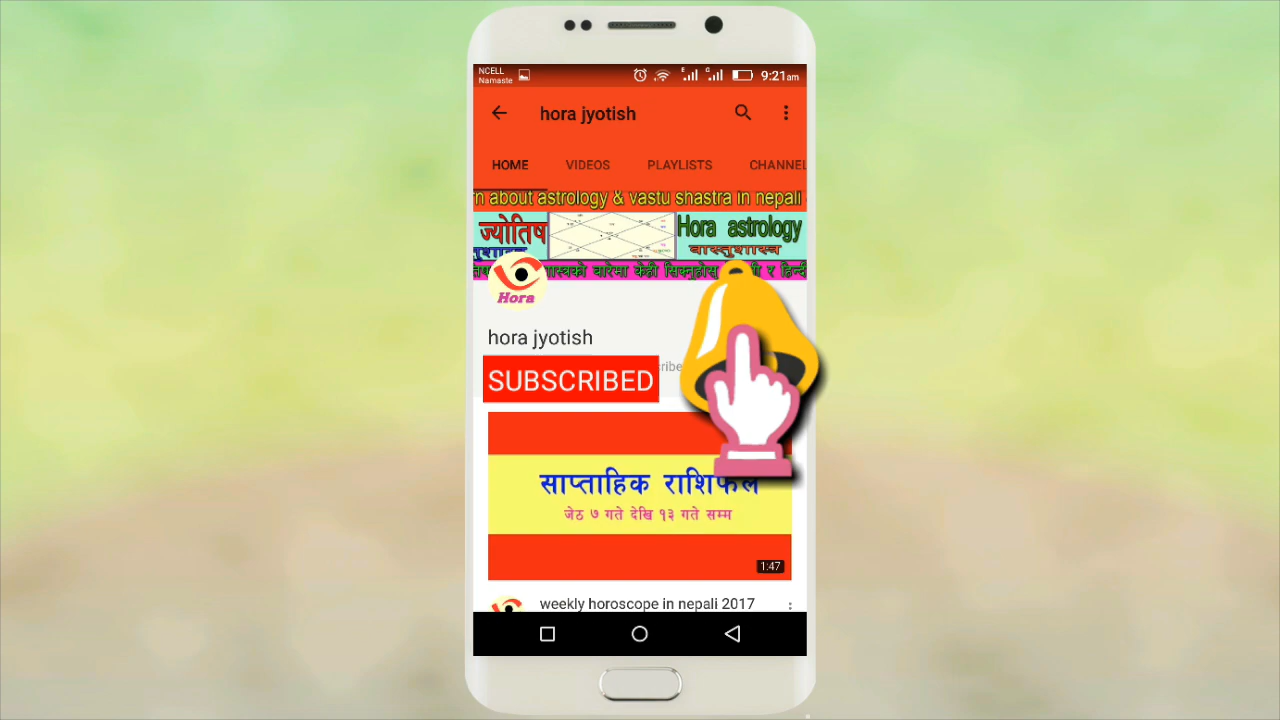 NCELL
Namaste
9:21am
hora jyotish
HOME VIDEOS PLAYLISTS CHANNEL
n about astrology & vastu shastra in nepali
ज्योतिष Hora astrology
वास्तुशास्त्र
स्त्रको बारेमा केही सिक्नुहोस्
Hora
hora jyotish
SUBSCRIBED
साप्ताहिक राशिफल
जेठ ७ गते देखि १३ गते सम्म
1:47
weekly horoscope in nepali 2017